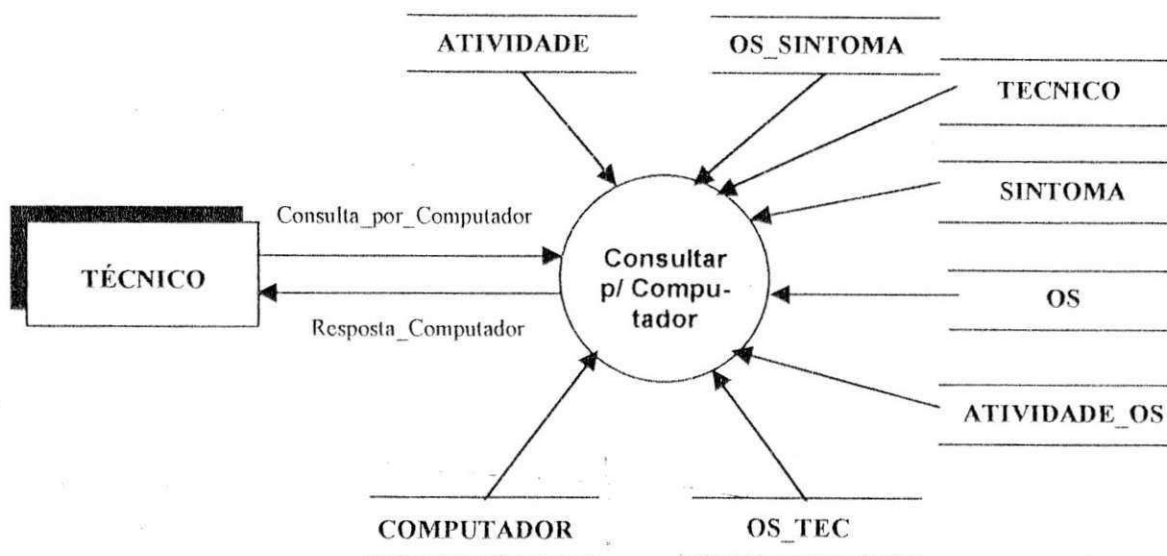 ATIVIDADE
OS_SINTOMA
TECNICO
SINTOMA
Consulta_por_Computador
TÉCNICO
Consultar
p/ Compu-
tador
OS
Resposta_Computador
ATIVIDADE_OS
COMPUTADOR
OS_TEC